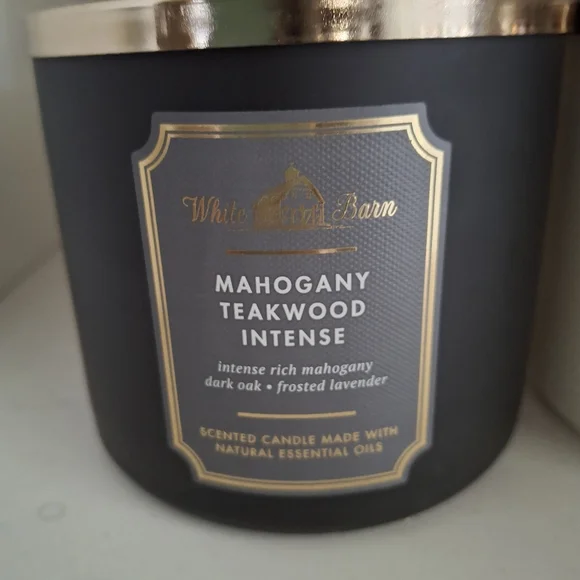 White Barn
MAHOGANY
TEAKWOOD
INTENSE
intense rich mahogany
dark oak • frosted lavender
SCENTED CANDLE MADE WITH
NATURAL ESSENTIAL OILS